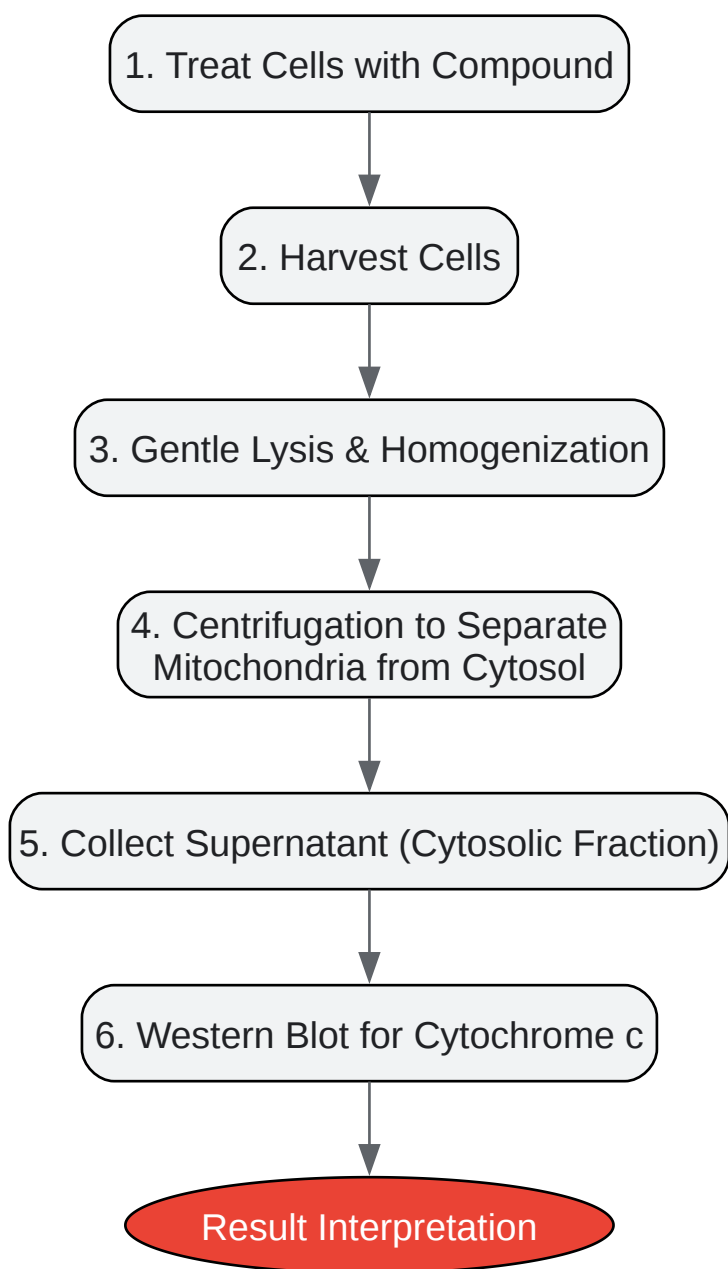 1. Treat Cells with Compound
2. Harvest Cells
3. Gentle Lysis & Homogenization
4. Centrifugation to Separate
Mitochondria from Cytosol
5. Collect Supernatant (Cytosolic Fraction)
6. Western Blot for Cytochrome c
Result Interpretation